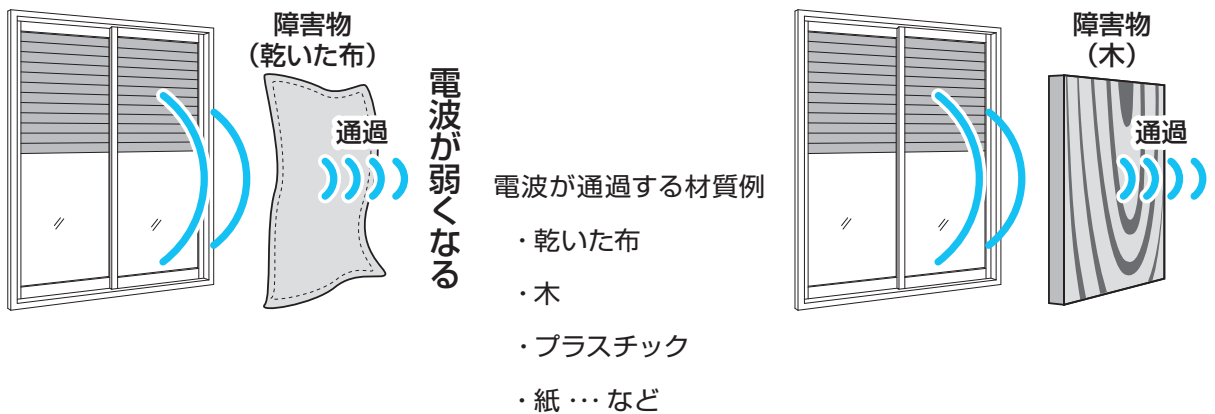 障害物
（乾いた布）
通過
電波が弱くなる
電波が通過する材質例
・乾いた布
・木
・プラスチック
・紙 … など
障害物
（木）
通過